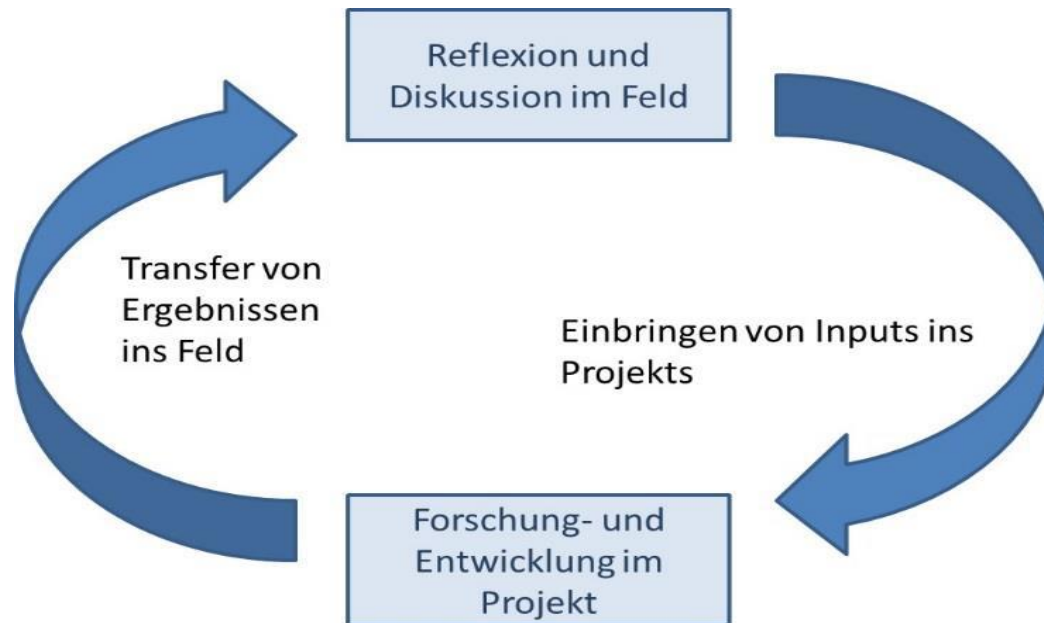 Reflexion und
Diskussion im Feld
Transfer von
Ergebnissen
ins Feld
Einbringen von Inputs ins
Projekts
Forschung- und
Entwicklung im
Projekt